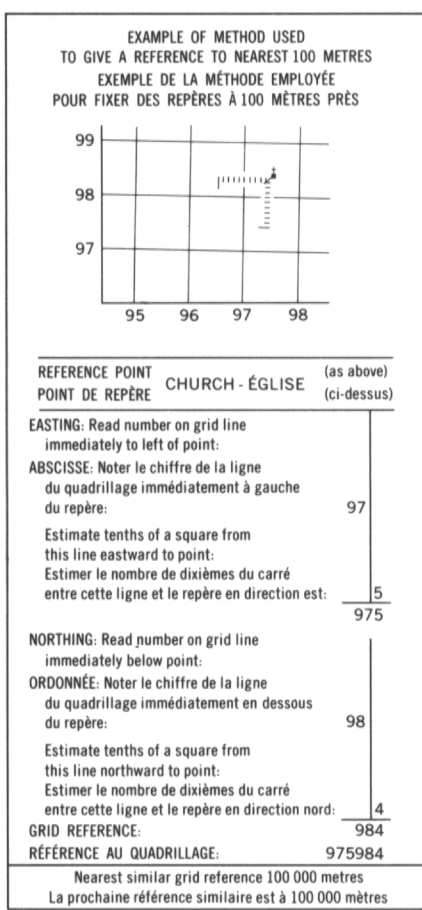 EXAMPLE OF METHOD USED
TO GIVE A REFERENCE TO NEAREST 100 METRES
EXEMPLE DE LA MÉTHODE EMPLOYÉE
POUR FIXER DES REPÈRES À 100 MÈTRES PRÈS
99
98
97
95 96 97 98
REFERENCE POINT
POINT DE REPÈRE
CHURCH - ÉGLISE
(as above)
(ci-dessus)
EASTING: Read number on grid line
immediately to left of point:
ABSCISSE: Noter le chiffre de la ligne
du quadrillage immédiatement à gauche
du repère: 97
Estimate tenths of a square from
this line eastward to point:
Estimer le nombre de dixièmes du carré
entre cette ligne et le repère en direction est: 5
975
NORTHING: Read number on grid line
immediately below point:
ORDONNÉE: Noter le chiffre de la ligne
du quadrillage immédiatement en dessous
du repère: 98
Estimate tenths of a square from
this line northward to point:
Estimer le nombre de dixièmes du carré
entre cette ligne et le repère en direction nord: 4
GRID REFERENCE: 984
RÉFÉRENCE AU QUADRILLAGE: 975984
Nearest similar grid reference 100 000 metres
La prochaine référence similaire est à 100 000 mètres